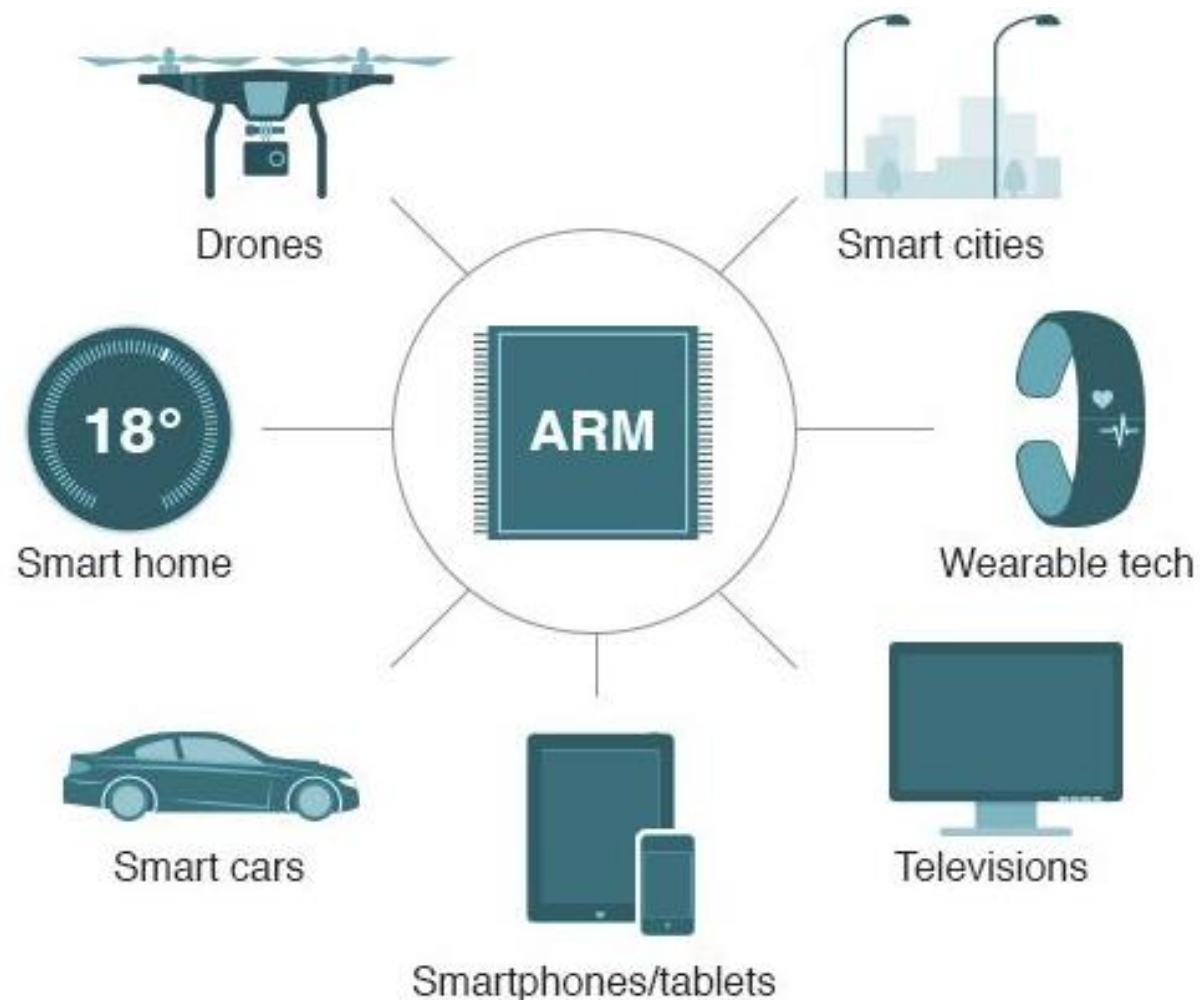 Drones
Smart cities
ARM
18°
Smart home
Wearable tech
Smart cars
Televisions
Smartphones/tablets